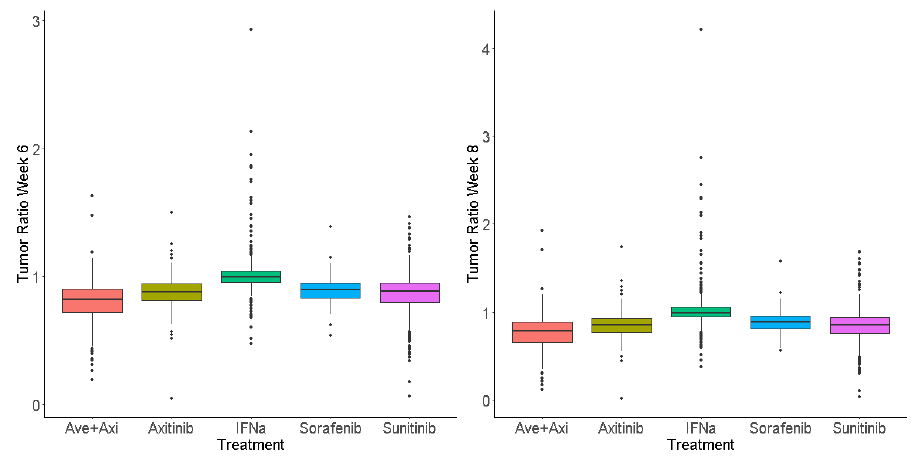 Tumor Ratio Week 6
3
2
1
0
Ave+Axi Axitinib IFNa Sorafenib Sunitinib
Treatment
Tumor Ratio Week 8
4
3
2
1
0
Ave+Axi Axitinib IFNa Sorafenib Sunitinib
Treatment